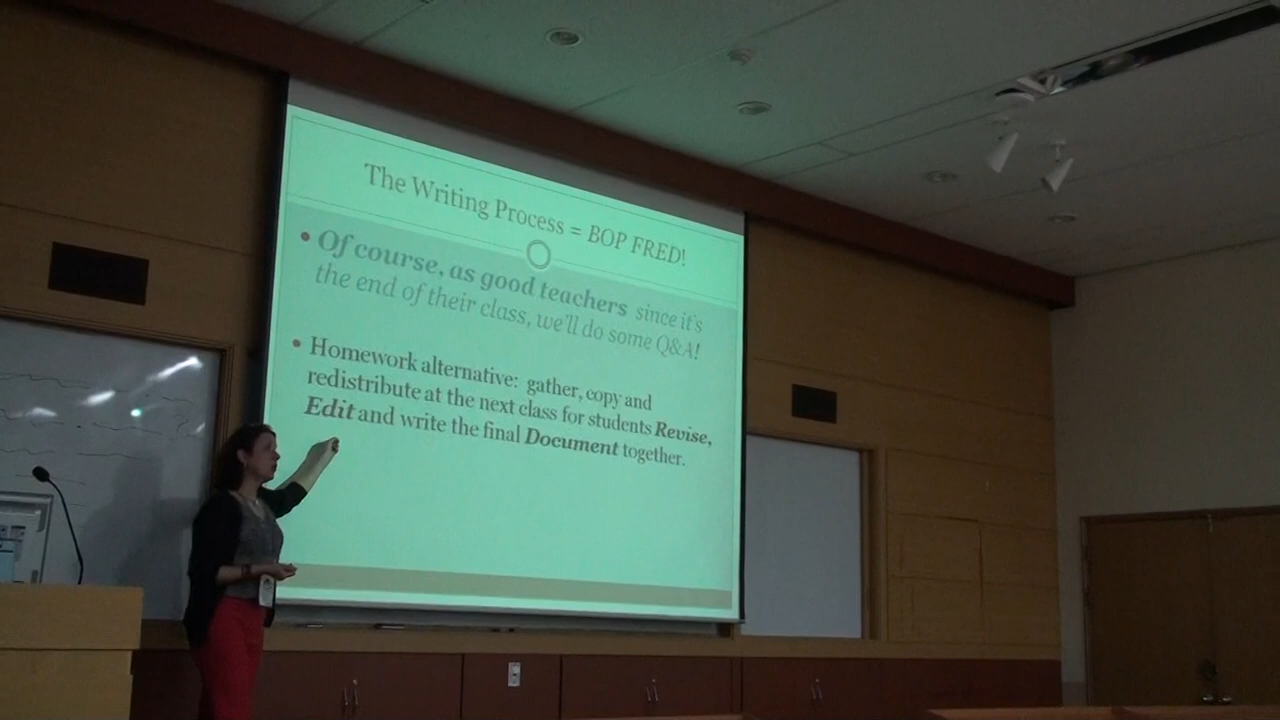 The Writing Process = BOP FRED!
• Of course, as good teachers since it's
the end of their class, we'll do some Q&A!
• Homework alternative: gather, copy and
redistribute at the next class for students Revise,
Edit and write the final Document together.